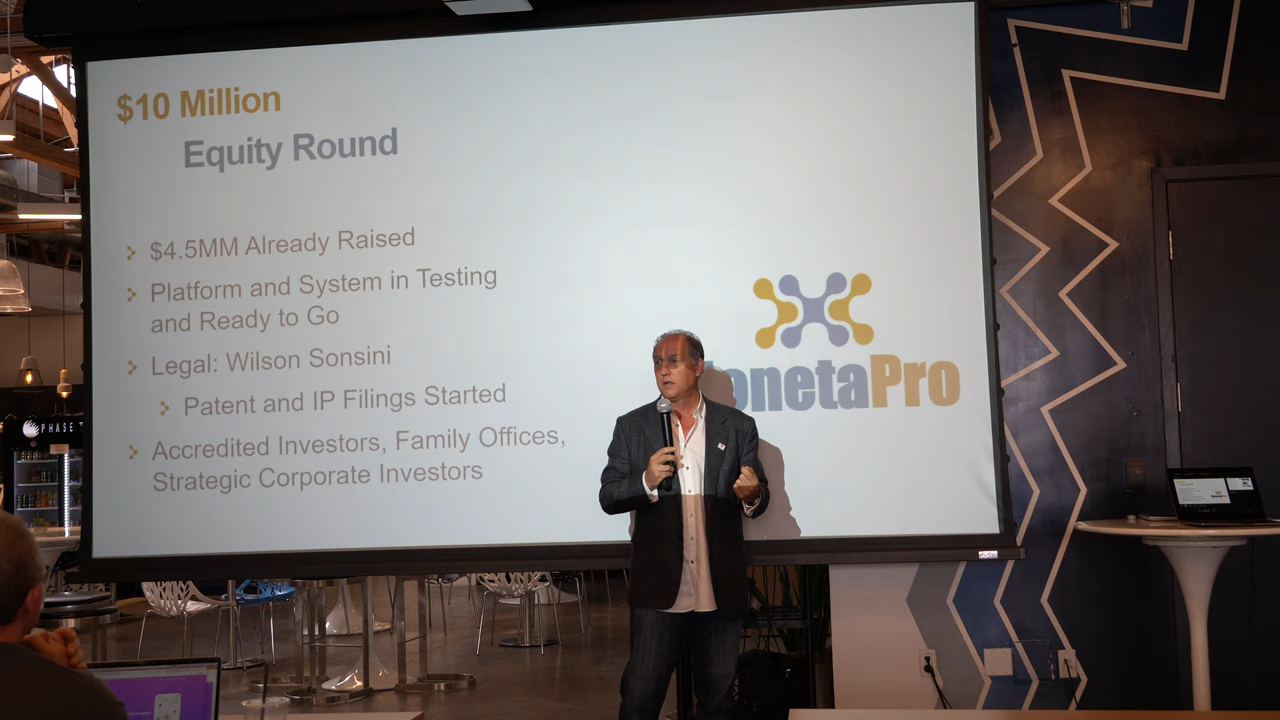 $10 Million
Equity Round
$4.5MM Already Raised
Platform and System in Testing
and Ready to Go
Legal: Wilson Sonsini
Patent and IP Filings Started
Accredited Investors, Family Offices,
Strategic Corporate Investors
onetaPro
PHASE